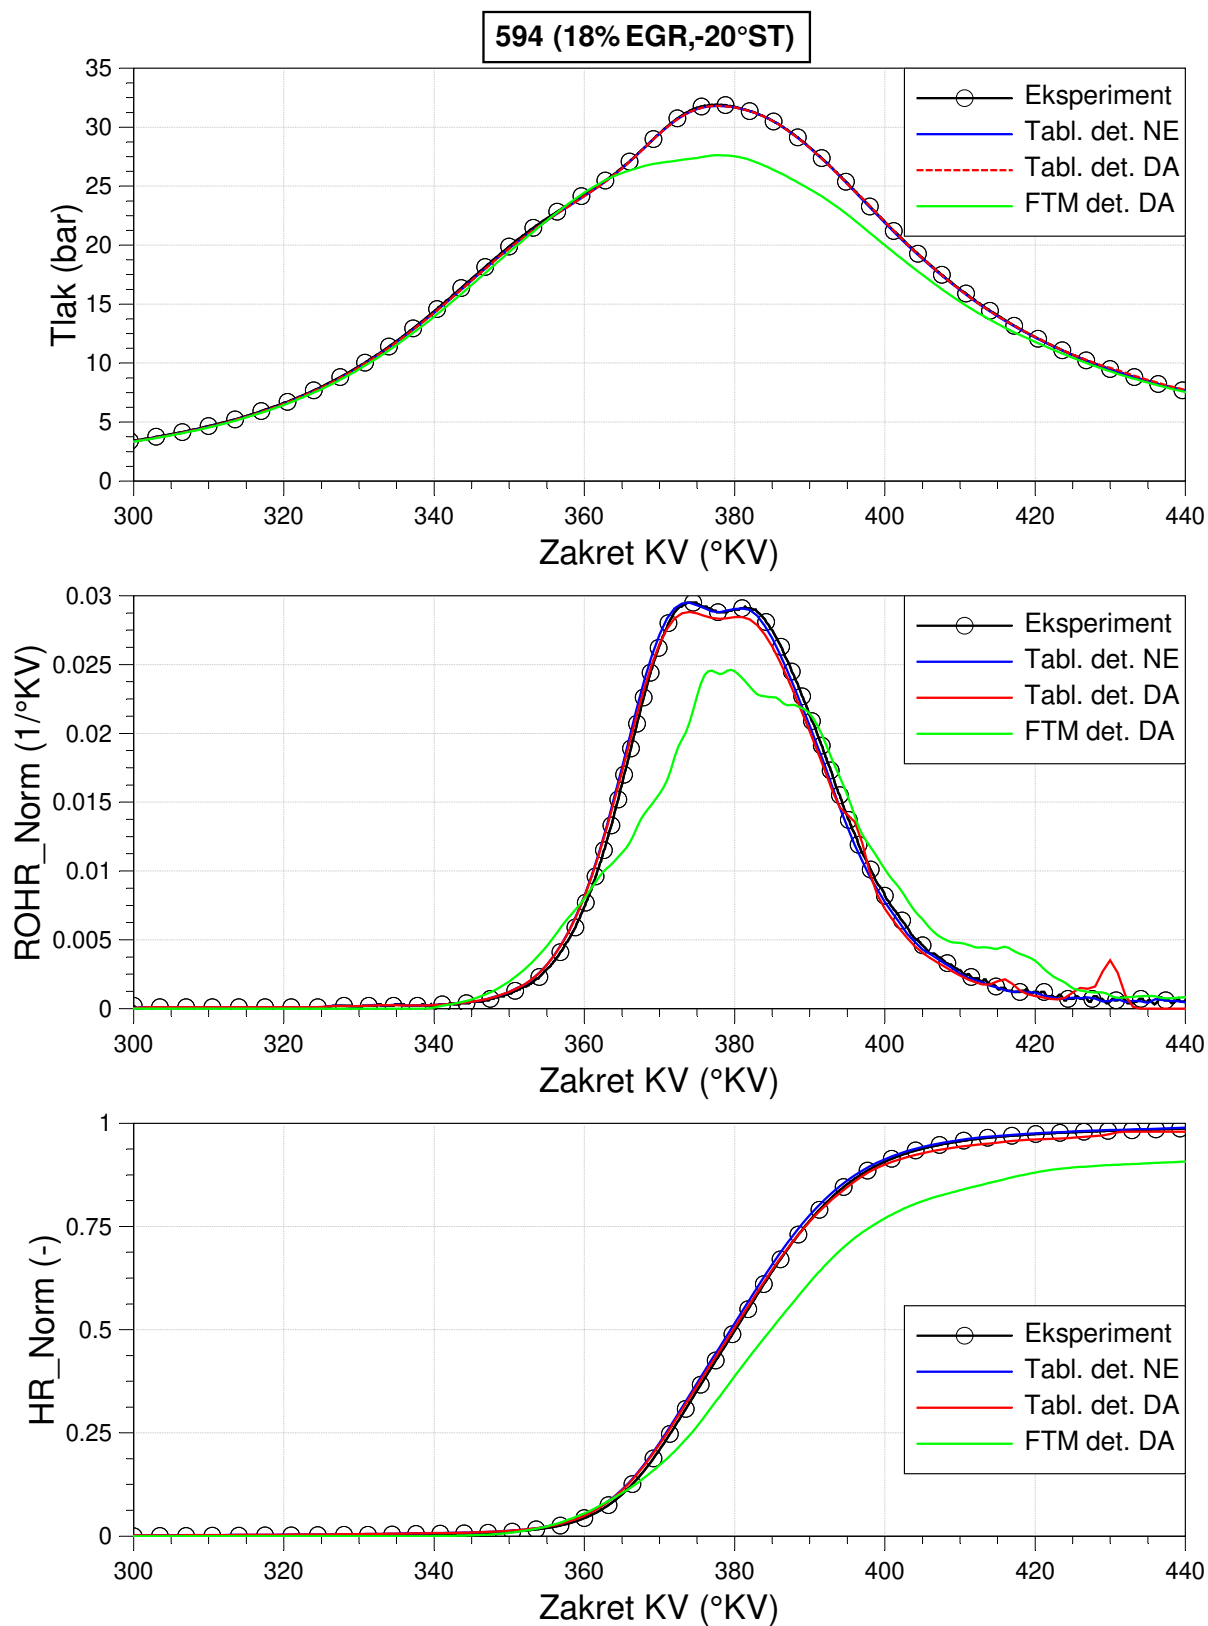 594 (18% EGR,-20°ST)
35
30
25
20
15
10
5
0
Tlak (bar)
Eksperiment
Tabl. det. NE
Tabl. det. DA
FTM det. DA
300 320 340 360 380 400 420 440
Zakret KV (°KV)
0.03
0.025
0.02
0.015
0.01
0.005
0
ROHR_Norm (1/°KV)
Eksperiment
Tabl. det. NE
Tabl. det. DA
FTM det. DA
300 320 340 360 380 400 420 440
Zakret KV (°KV)
1
0.75
0.5
0.25
0
HR_Norm (-)
Eksperiment
Tabl. det. NE
Tabl. det. DA
FTM det. DA
300 320 340 360 380 400 420 440
Zakret KV (°KV)